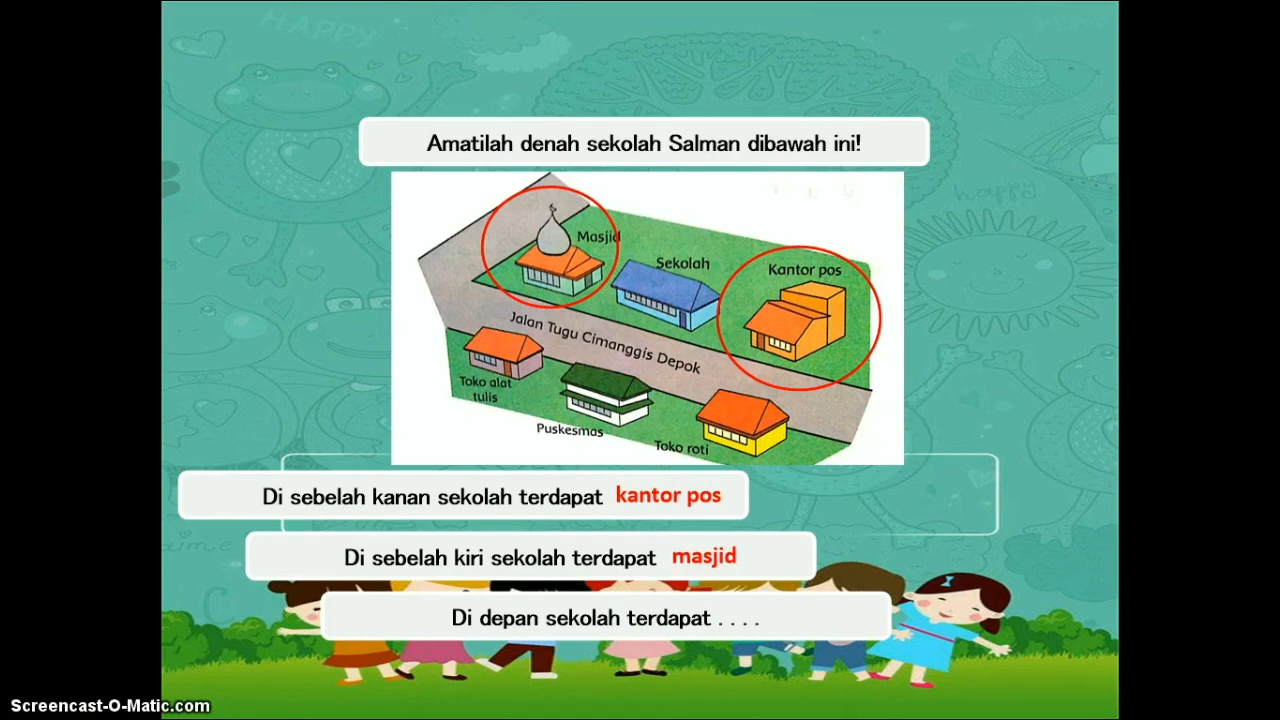 HAPPY
Amatilah denah sekolah Salman dibawah ini!
happy
Masjid
Sekolah
Kantor pos
Jalan Tugu Cimanggis Depok
Toko alat
tulis
Puskesmas
Toko roti
Di sebelah kanan sekolah terdapat kantor pos
Di sebelah kiri sekolah terdapat masjid
Di depan sekolah terdapat . . . .
Screencast-O-Matic.com